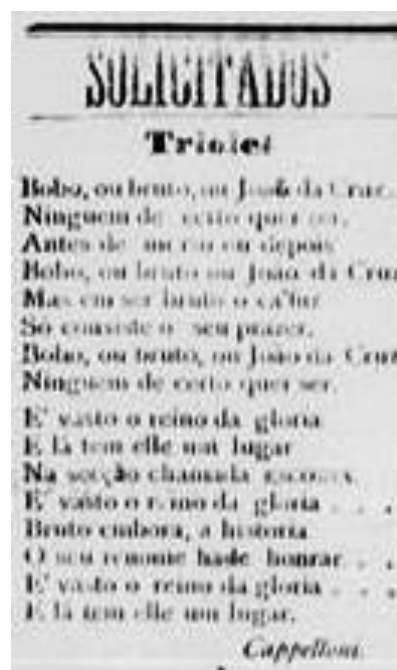 SOLICITADOS
Triolet
Bobo, ou bruto, ou João da Cruz.
Ninguem de certo quer ser.
Antes de ou depois
Bobo, ou bruto ou João da Cruz
Mas em ser bruto o
Só consiste o seu prazer.
Bobo, ou bruto, ou João da Cruz
Ninguem de certo quer ser.
E' vasto o reino da gloria
E lá tem elle um lugar
Na secção chamada
E' vasto o reino da gloria . . .
Bruto embora, a historia
O seu renome hade honrar . . .
E' vasto o reino da gloria . . .
E lá tem elle um lugar.
Cappelloni.